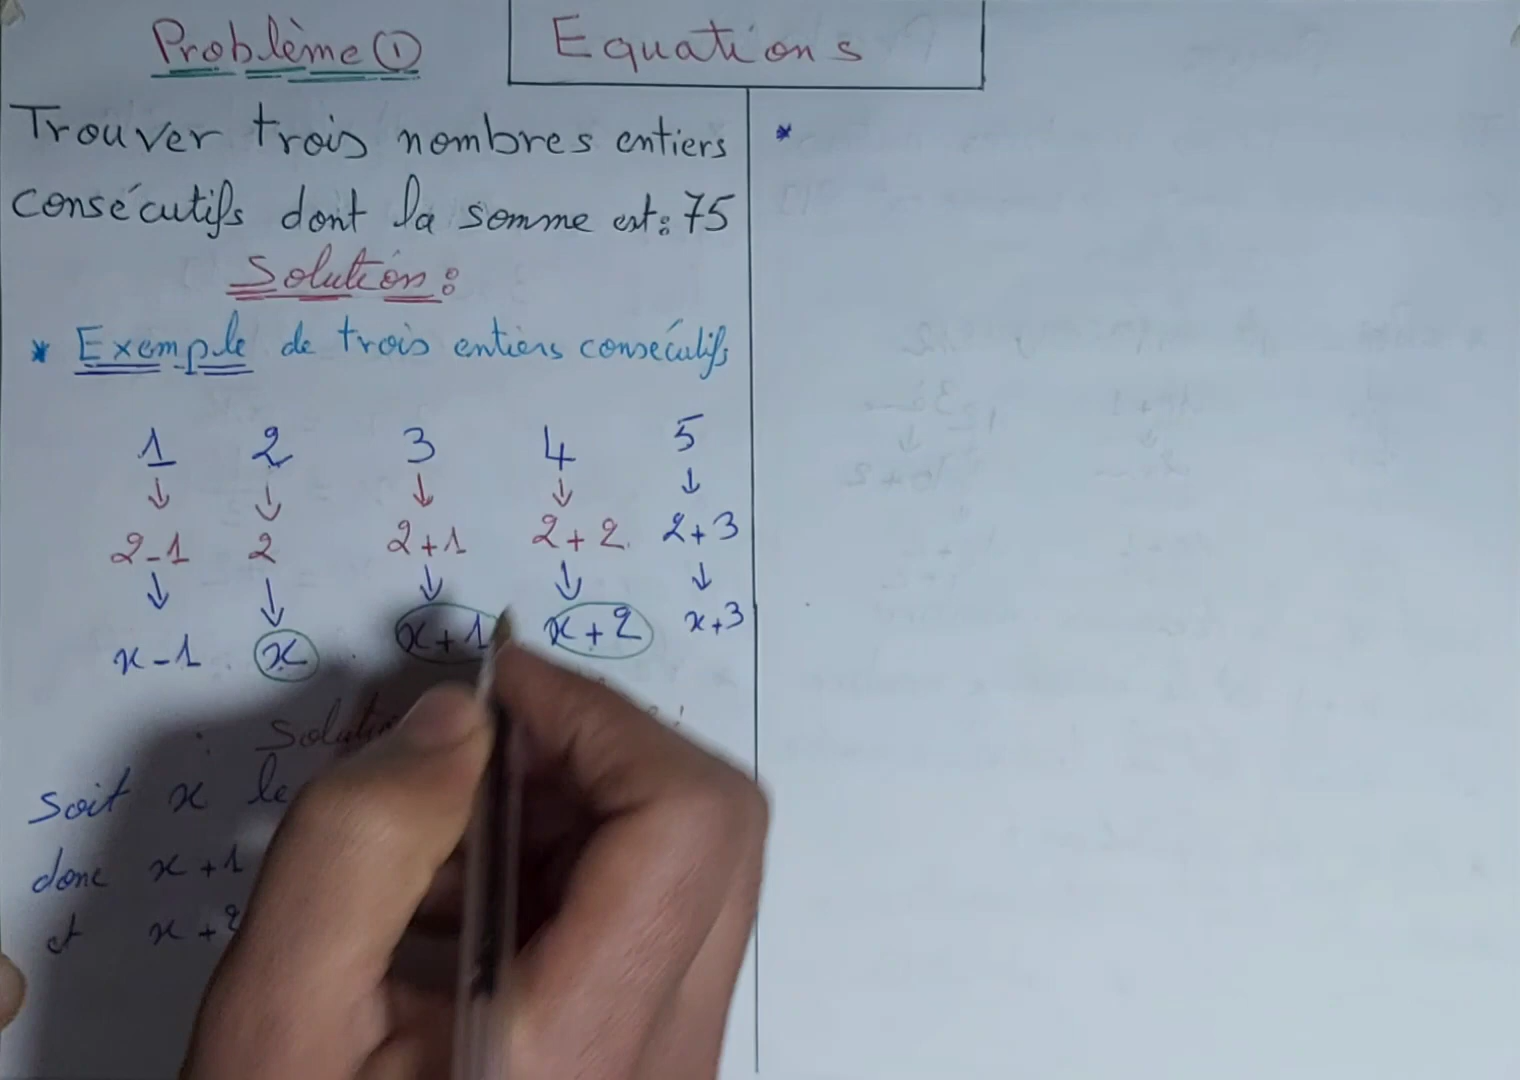 Problème ①
Equations
Trouver trois nombres entiers
consécutifs dont la somme est: 75
Solution:
* Exemple de trois entiers consécutifs
1 2 3 4 5
↓ ↓ ↓ ↓ ↓
2-1 2 2+1 2+2 2+3
↓ ↓ ↓ ↓ ↓
x-1 x x+1 x+2 x+3
: Soluti
Soit x le
donc x+1
et x+2
*